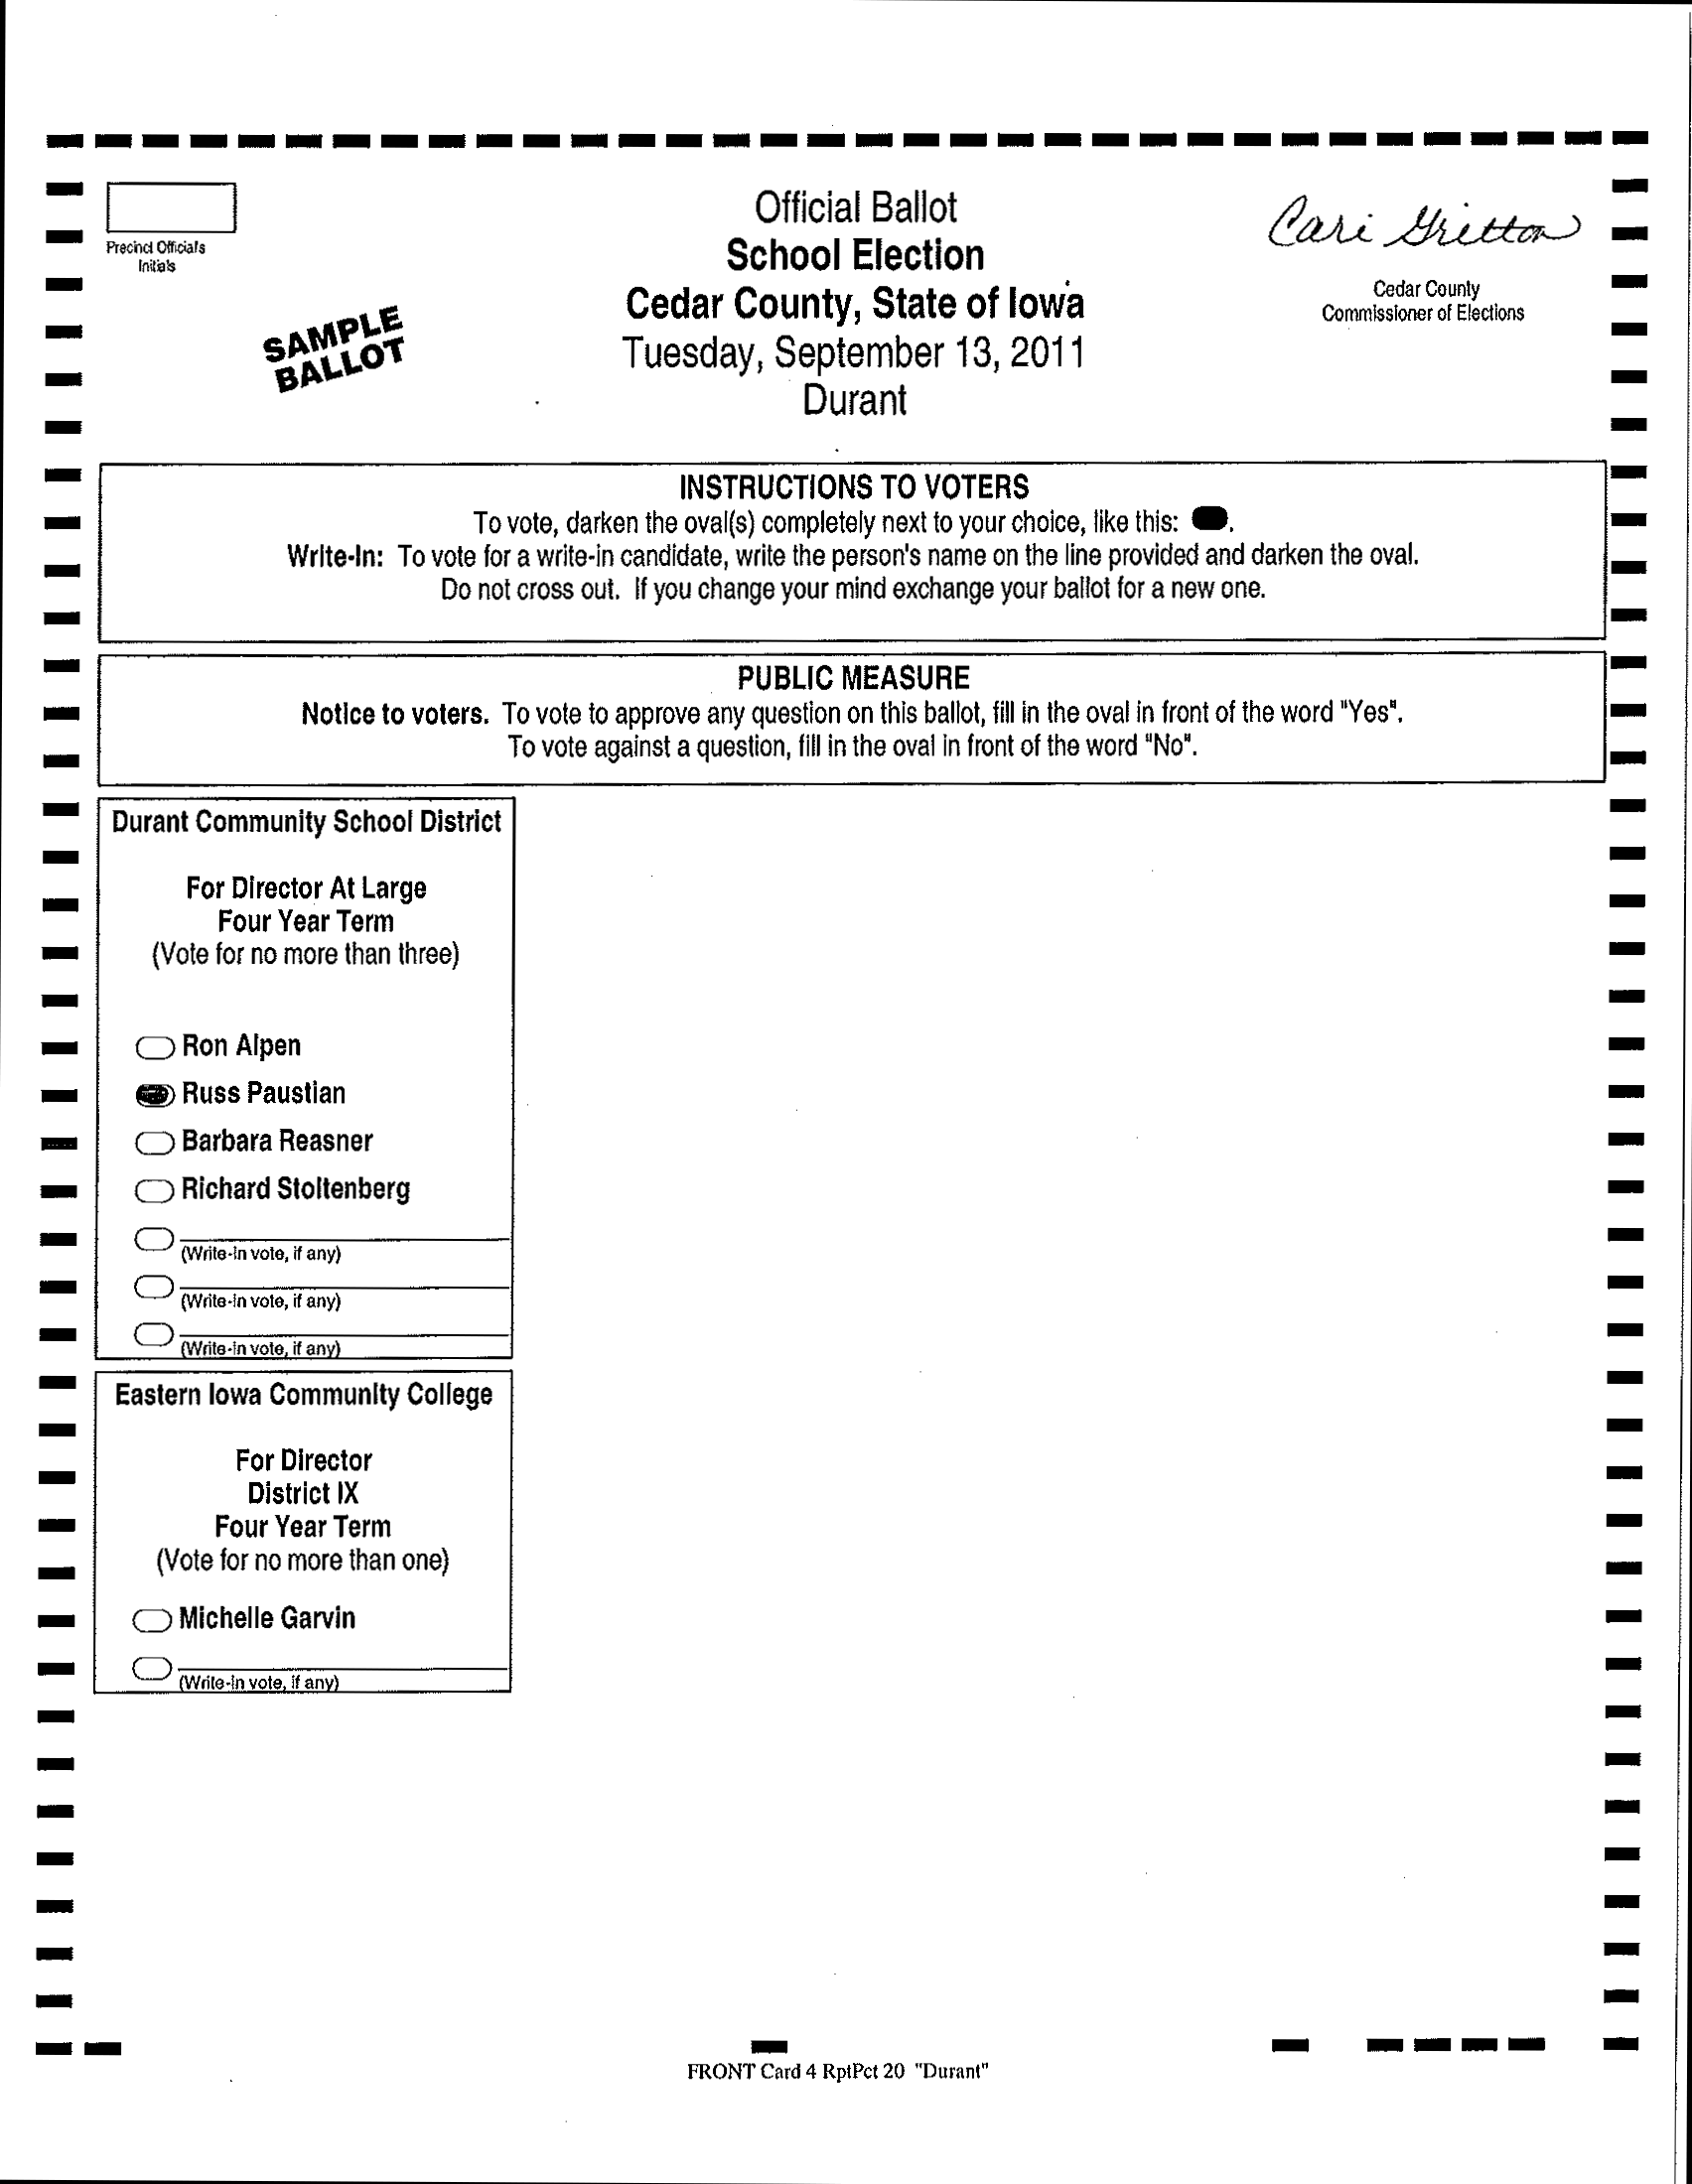 Official Ballot
School Election
Cedar County, State of Iowa
Tuesday, September 13, 2011
Durant
Precinct Officials
Initials
SAMPLE
BALLOT
Cari Gritton
Cedar County
Commissioner of Elections
INSTRUCTIONS TO VOTERS
To vote, darken the oval(s) completely next to your choice, like this: .
Write-In: To vote for a write-in candidate, write the person's name on the line provided and darken the oval.
Do not cross out. If you change your mind exchange your ballot for a new one.
PUBLIC MEASURE
Notice to voters. To vote to approve any question on this ballot, fill in the oval in front of the word "Yes".
To vote against a question, fill in the oval in front of the word "No".
Durant Community School District
For Director At Large
Four Year Term
(Vote for no more than three)
Ron Alpen
Russ Paustian
Barbara Reasner
Richard Stoltenberg
(Write-in vote, if any)
(Write-in vote, if any)
(Write-in vote, if any)
Eastern Iowa Community College
For Director
District IX
Four Year Term
(Vote for no more than one)
Michelle Garvin
(Write-in vote, if any)
FRONT Card 4 RptPct 20 "Durant"